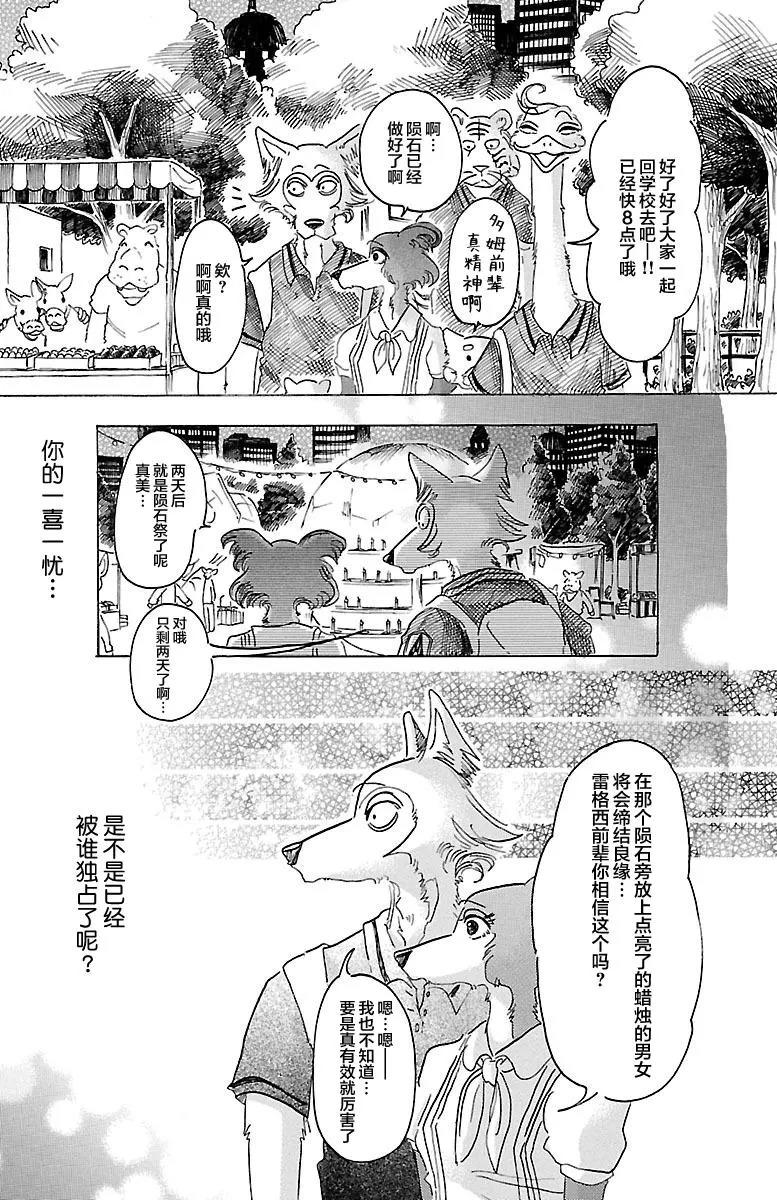 好了好了大家一起
回学校去吧!!
已经快8点了哦
多姆前辈
真精神啊
啊…
陨石已经
做好了啊
欸?
啊啊真的哦
两天后
就是陨石祭了呢
真美…
对哦
只剩两天了啊…
你的一喜一忧…
在那个陨石旁放上点亮了的蜡烛的男女
将会缔结良缘…
雷格西前辈你相信这个吗?
嗯…嗯——
我也不知道…
要是真有效就厉害了
是不是已经
被谁独占了呢?